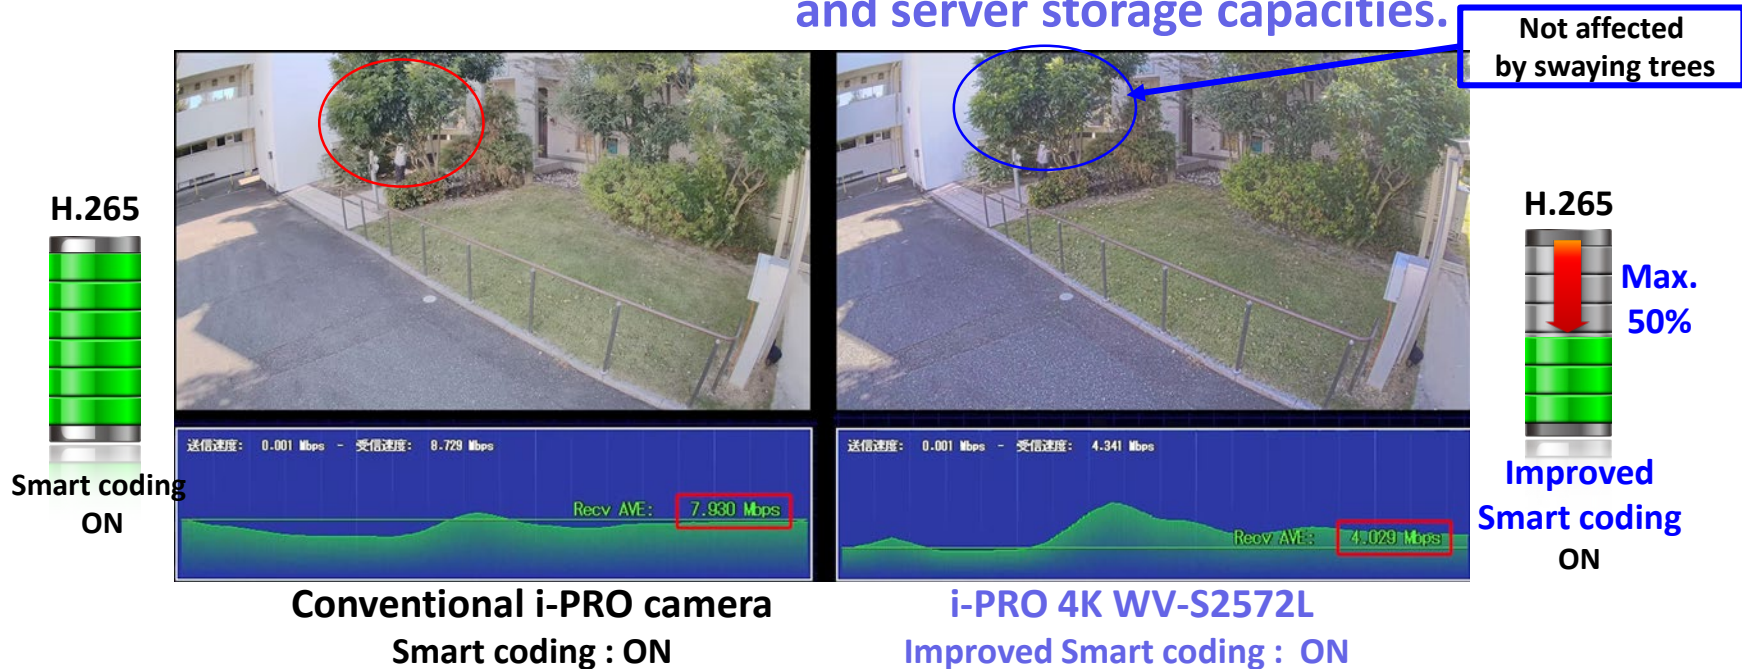 and server storage capacities.
Not affected
by swaying trees
H.265
Smart coding
ON
H.265
Max.
50%
Improved
Smart coding
ON
送信速度: 0.001 Mbps - 受信速度: 8.729 Mbps
Recv AVE: 7.930 Mbps
送信速度: 0.001 Mbps - 受信速度: 4.341 Mbps
Recv AVE: 4.029 Mbps
Conventional i-PRO camera
Smart coding : ON
i-PRO 4K WV-S2572L
Improved Smart coding : ON